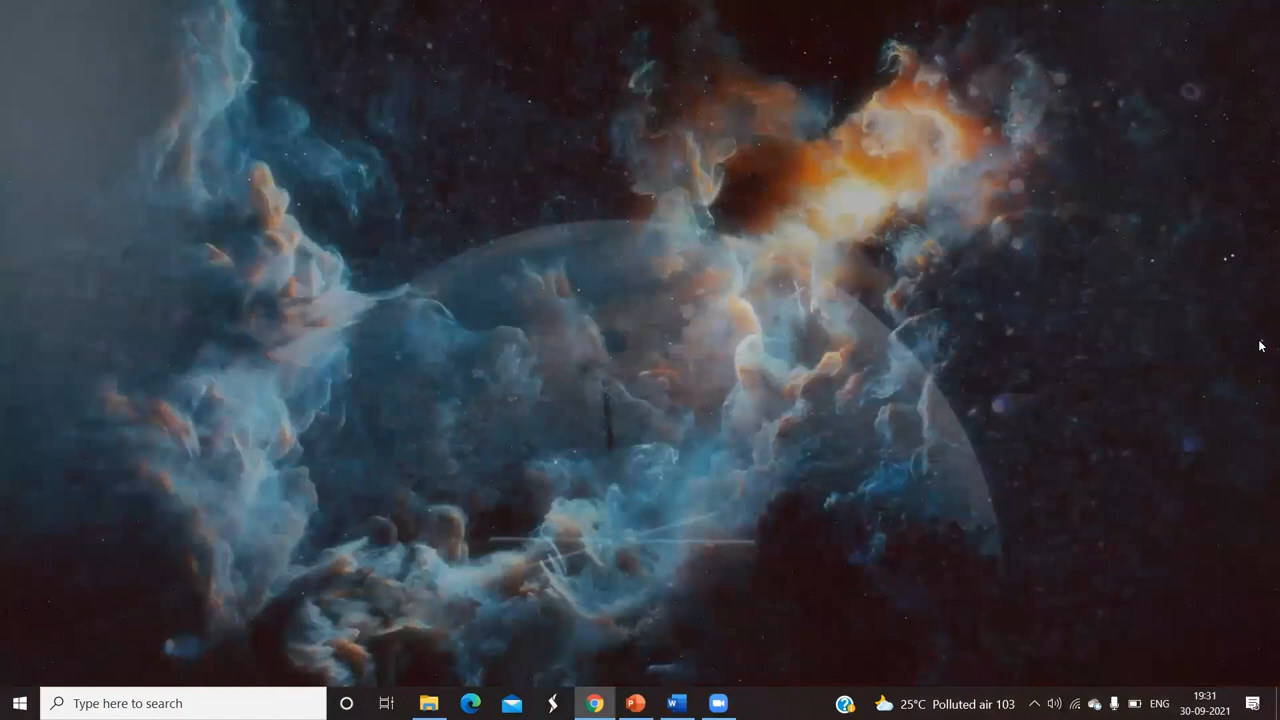 Type here to search
25°C Polluted air 103
ENG
19:31
30-09-2021